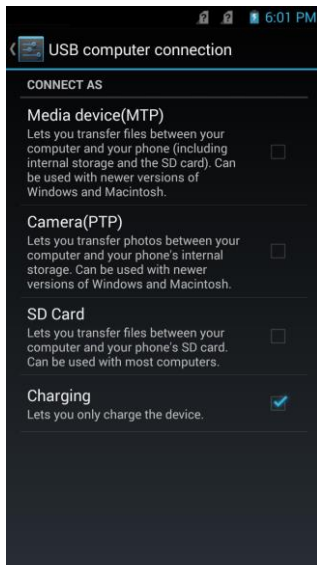 6:01 PM
USB computer connection
CONNECT AS
Media device(MTP)
Lets you transfer files between your
computer and your phone (including
internal storage and the SD card). Can
be used with newer versions of
Windows and Macintosh.
Camera(PTP)
Lets you transfer photos between your
computer and your phone's internal
storage. Can be used with newer
versions of Windows and Macintosh.
SD Card
Lets you transfer files between your
computer and your phone's SD card.
Can be used with most computers.
Charging
Lets you only charge the device.